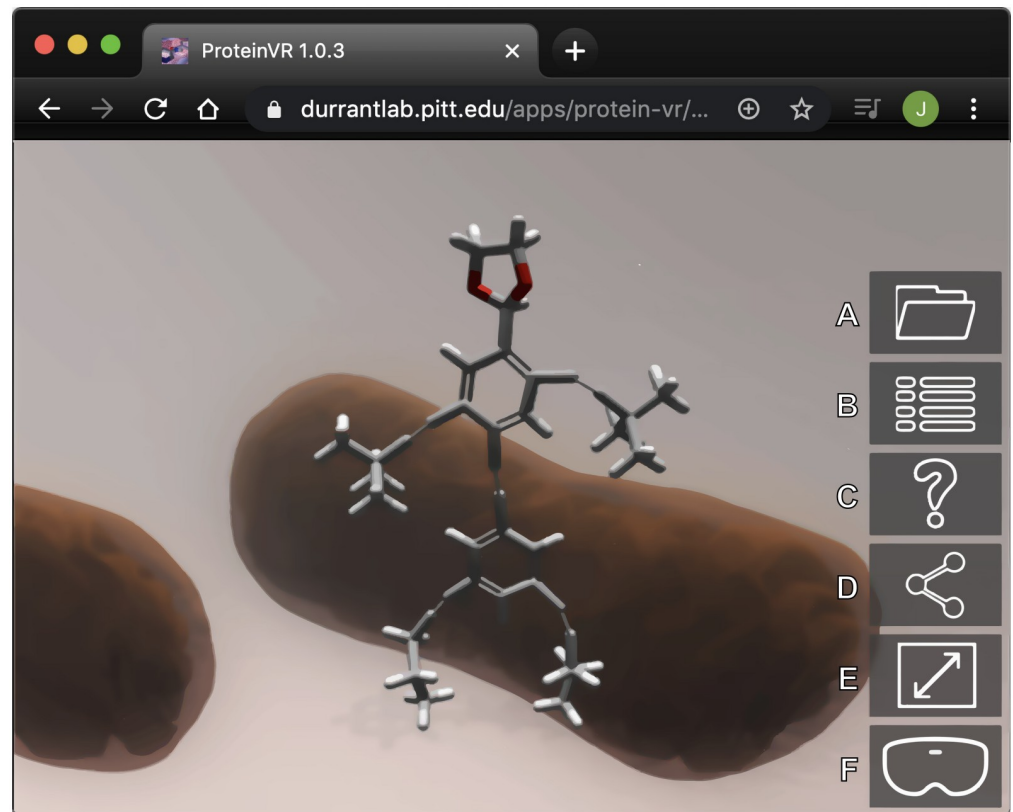 ProteinVR 1.0.3
durrantlab.pitt.edu/apps/protein-vr/...
J
A
B
C
D
E
F